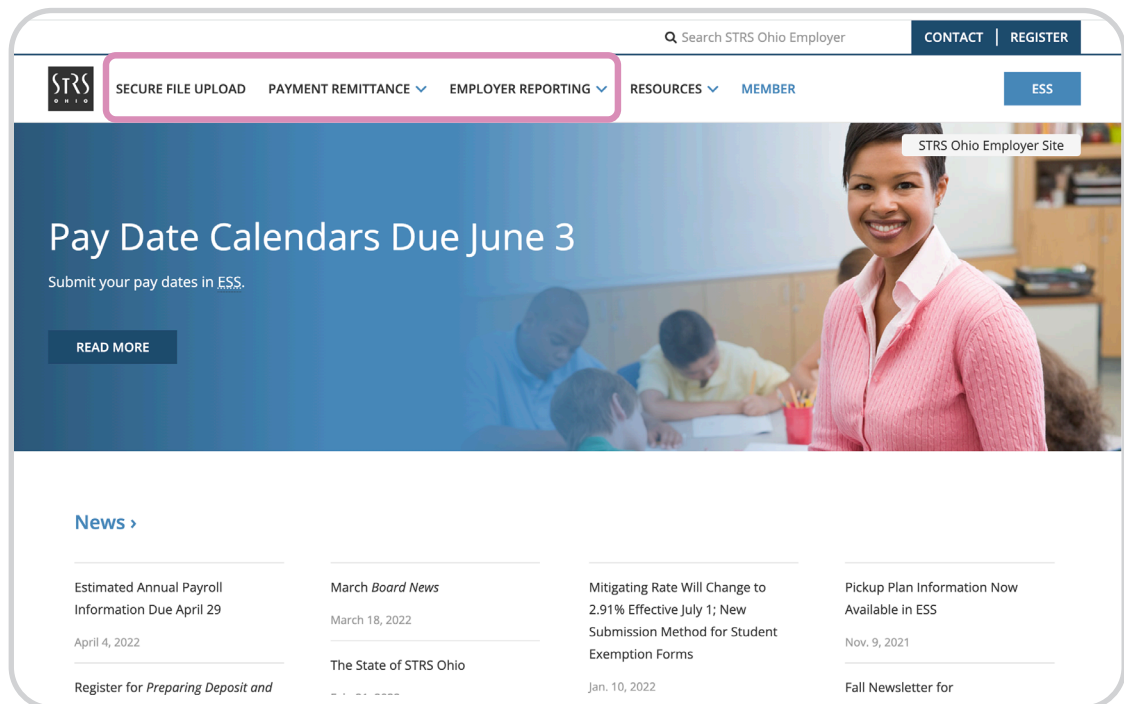 Search STRS Ohio Employer
CONTACT | REGISTER
STRS
OHIO
SECURE FILE UPLOAD PAYMENT REMITTANCE EMPLOYER REPORTING RESOURCES MEMBER ESS
STRS Ohio Employer Site
Pay Date Calendars Due June 3
Submit your pay dates in ESS.
READ MORE
News ›
Estimated Annual Payroll
Information Due April 29
April 4, 2022
Register for Preparing Deposit and
March Board News
March 18, 2022
The State of STRS Ohio
Mitigating Rate Will Change to
2.91% Effective July 1; New
Submission Method for Student
Exemption Forms
Jan. 10, 2022
Pickup Plan Information Now
Available in ESS
Nov. 9, 2021
Fall Newsletter for